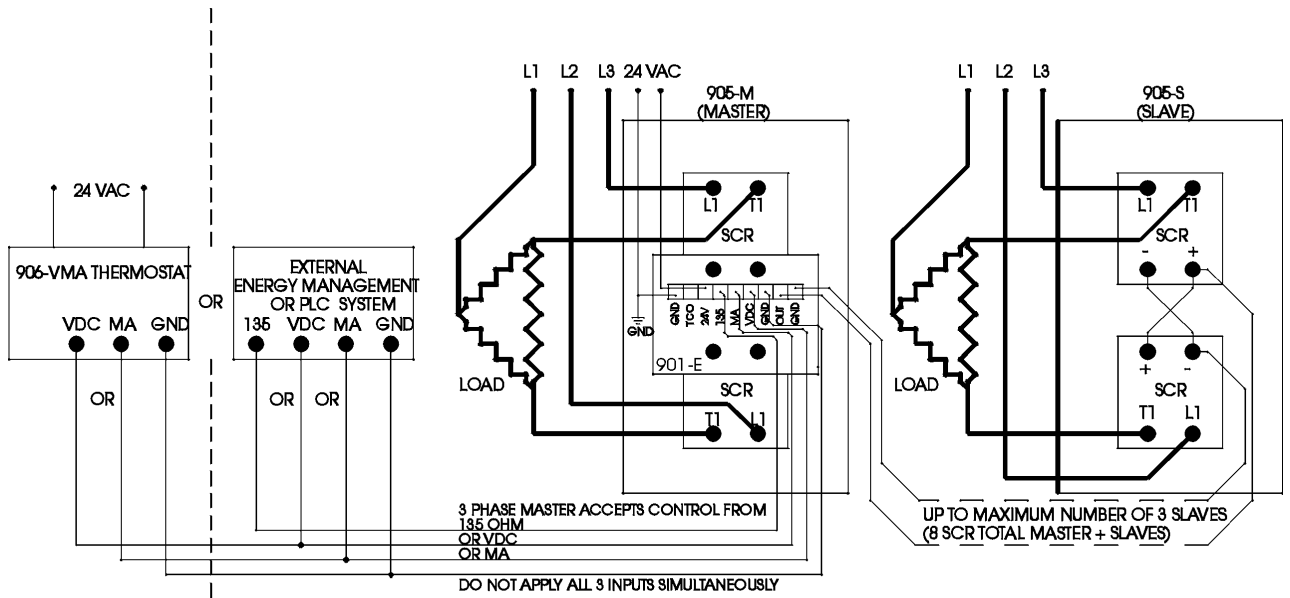 L1 L2 L3 24 VAC
905-M
(MASTER)
L1 L2 L3
905-S
(SLAVE)
24 VAC
906-VMA THERMOSTAT
VDC MA GND
OR
OR
EXTERNAL
ENERGY MANAGEMENT
OR PLC SYSTEM
135 VDC MA GND
OR OR
LOAD
L1 T1
SCR
GND
GND
TCO
24V
135
MA
VDC
GND
OUT
GND
901-E
SCR
T1 L1
LOAD
L1 T1
SCR
- +
+ -
SCR
T1 L1
3 PHASE MASTER ACCEPTS CONTROL FROM
135 OHM
OR VDC
OR MA
DO NOT APPLY ALL 3 INPUTS SIMULTANEOUSLY
UP TO MAXIMUM NUMBER OF 3 SLAVES
(8 SCR TOTAL MASTER + SLAVES)